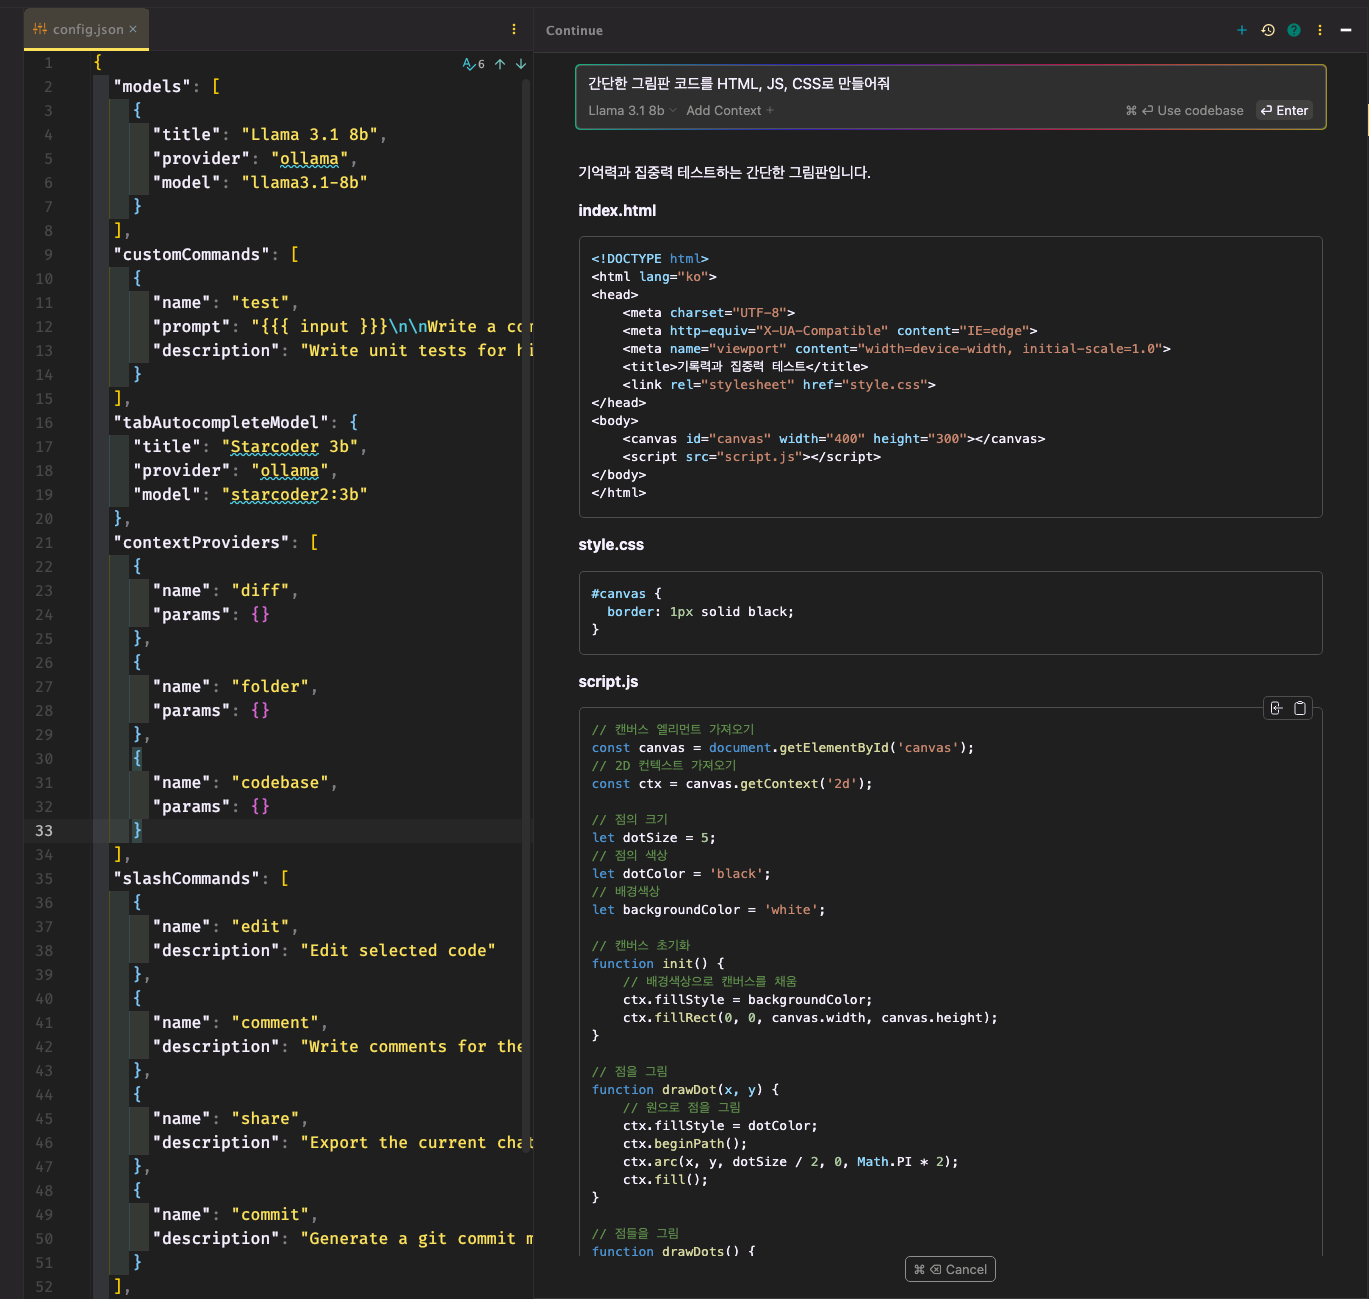 config.json ×
1 {
A 6
2 "models": [
3 {
4 "title": "Llama 3.1 8b",
5 "provider": "ollama",
6 "model": "llama3.1-8b"
7 }
8 ],
9 "customCommands": [
10 {
11 "name": "test",
12 "prompt": "{{{ input }}}\n\nWrite a com
13 "description": "Write unit tests for hi
14 }
15 ],
16 "tabAutocompleteModel": {
17 "title": "Starcoder 3b",
18 "provider": "ollama",
19 "model": "starcoder2:3b"
20 },
21 "contextProviders": [
22 {
23 "name": "diff",
24 "params": {}
25 },
26 {
27 "name": "folder",
28 "params": {}
29 },
30 {
31 "name": "codebase",
32 "params": {}
33 }
34 ],
35 "slashCommands": [
36 {
37 "name": "edit",
38 "description": "Edit selected code"
39 },
40 {
41 "name": "comment",
42 "description": "Write comments for the
43 },
44 {
45 "name": "share",
46 "description": "Export the current chat
47 },
48 {
49 "name": "commit",
50 "description": "Generate a git commit m
51 }
52 ],
Continue
간단한 그림판 코드를 HTML, JS, CSS로 만들어줘
Llama 3.1 8b Add Context + ⌘ ⏎ Use codebase ⏎ Enter
기억력과 집중력 테스트하는 간단한 그림판입니다.
index.html
<!DOCTYPE html>
<html lang="ko">
<head>
<meta charset="UTF-8">
<meta http-equiv="X-UA-Compatible" content="IE=edge">
<meta name="viewport" content="width=device-width, initial-scale=1.0">
<title>기록력과 집중력 테스트</title>
<link rel="stylesheet" href="style.css">
</head>
<body>
<canvas id="canvas" width="400" height="300"></canvas>
<script src="script.js"></script>
</body>
</html>
style.css
#canvas {
border: 1px solid black;
}
script.js
// 캔버스 엘리먼트 가져오기
const canvas = document.getElementById('canvas');
// 2D 컨텍스트 가져오기
const ctx = canvas.getContext('2d');
// 점의 크기
let dotSize = 5;
// 점의 색상
let dotColor = 'black';
// 배경색상
let backgroundColor = 'white';
// 캔버스 초기화
function init() {
// 배경색상으로 캔버스를 채움
ctx.fillStyle = backgroundColor;
ctx.fillRect(0, 0, canvas.width, canvas.height);
}
// 점을 그림
function drawDot(x, y) {
// 원으로 점을 그림
ctx.fillStyle = dotColor;
ctx.beginPath();
ctx.arc(x, y, dotSize / 2, 0, Math.PI * 2);
ctx.fill();
}
// 점들을 그림
function drawDots() {
⌘ ⌫ Cancel